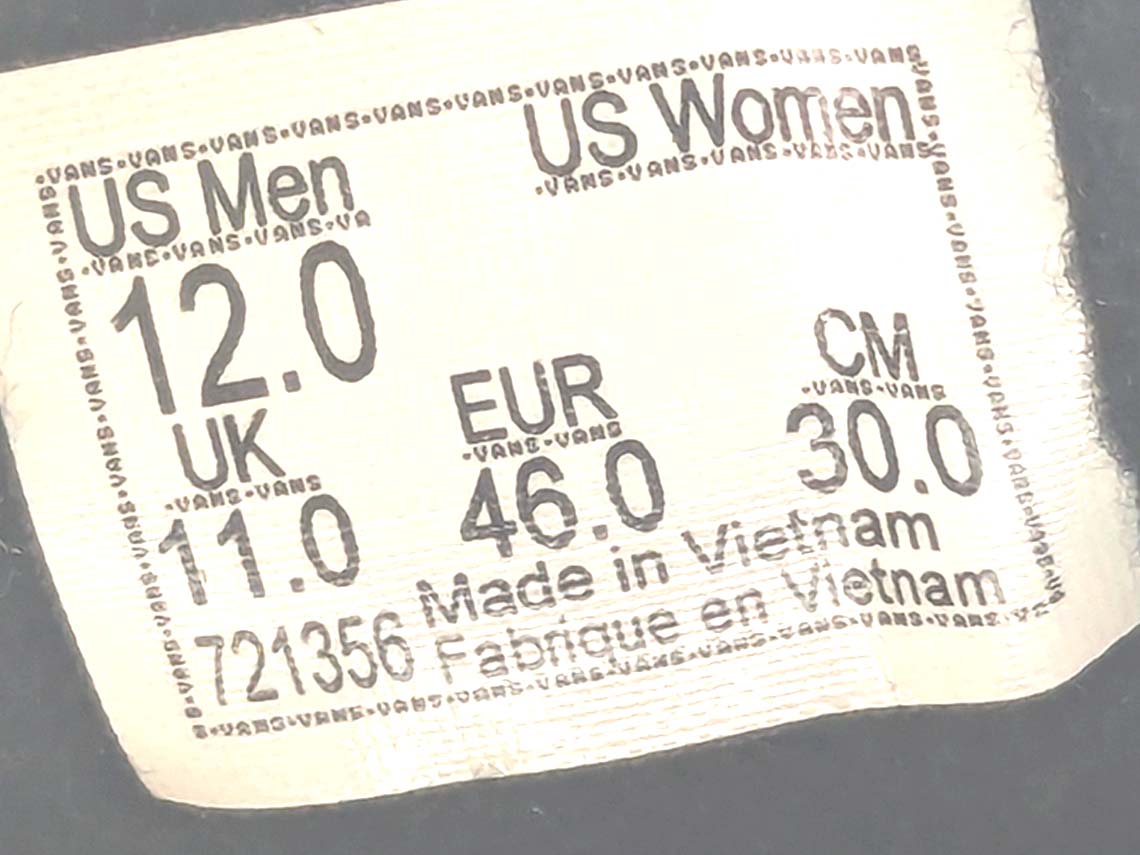 •VANS•VANS•VANS•VANS•VANS•VANS•VANS•VANS•VANS•VANS•VANS
US Men US Women
•VANS•VANS•VANS•VA •VANS•VANS•VANS•VANS•VANS
12.0
UK EUR CM
•VANS•VANS •VANS•VANS •VANS•VANS
11.0 46.0 30.0
721356 Made in Vietnam
Fabrique en Vietnam